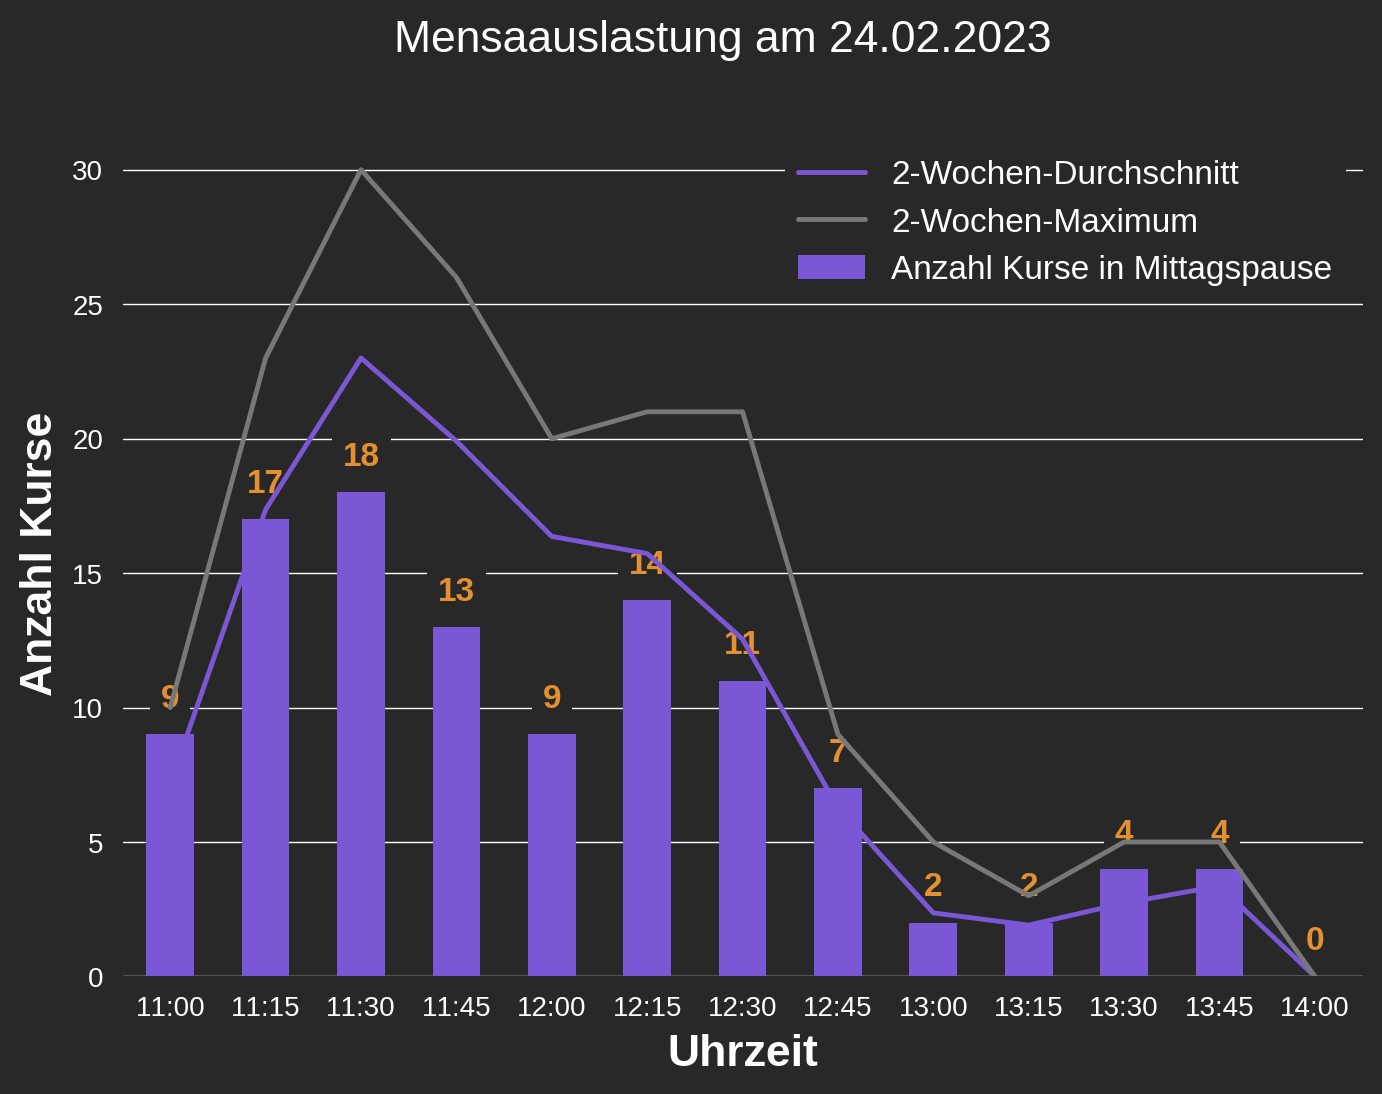 Mensaauslastung am 24.02.2023
2-Wochen-Durchschnitt
2-Wochen-Maximum
Anzahl Kurse in Mittagspause
Anzahl Kurse
30
25
20
15
10
5
0
9
17
18
13
9
14
11
7
2
2
4
4
0
11:00 11:15 11:30 11:45 12:00 12:15 12:30 12:45 13:00 13:15 13:30 13:45 14:00
Uhrzeit